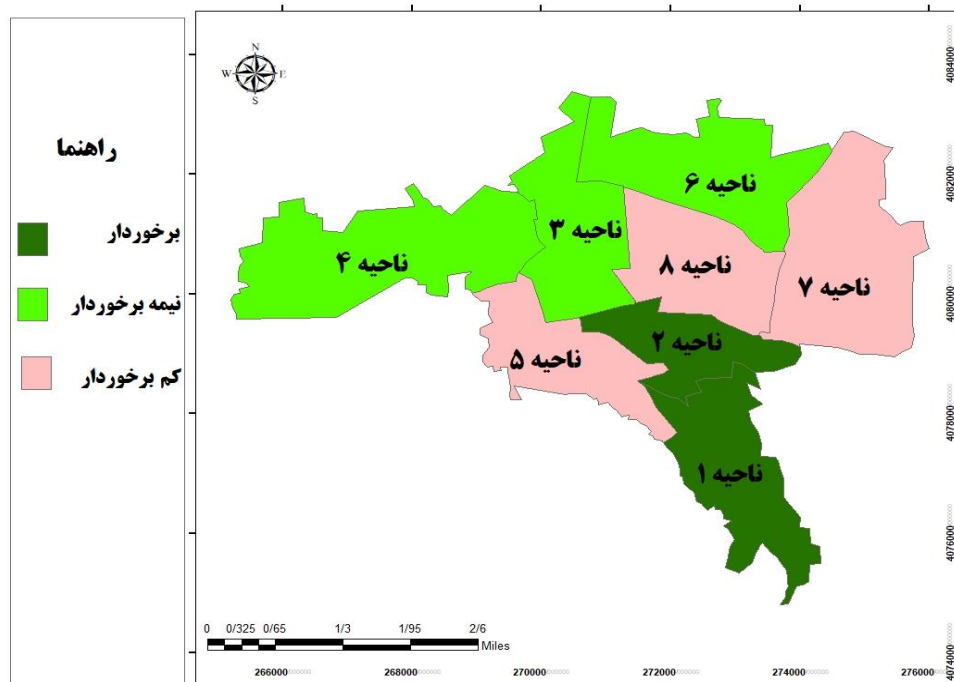 راهنما
برخوردار
نیمه برخوردار
کم برخوردار
N
W E
S
ناحیه ۶
ناحیه ۳
ناحیه ۴
ناحیه ۸
ناحیه ۷
ناحیه ۲
ناحیه ۵
ناحیه ۱
0 0/325 0/65 1/3 1/95 2/6
Miles
266000 268000 270000 272000 274000 276000
4084000
4082000
4080000
4078000
4076000
4074000